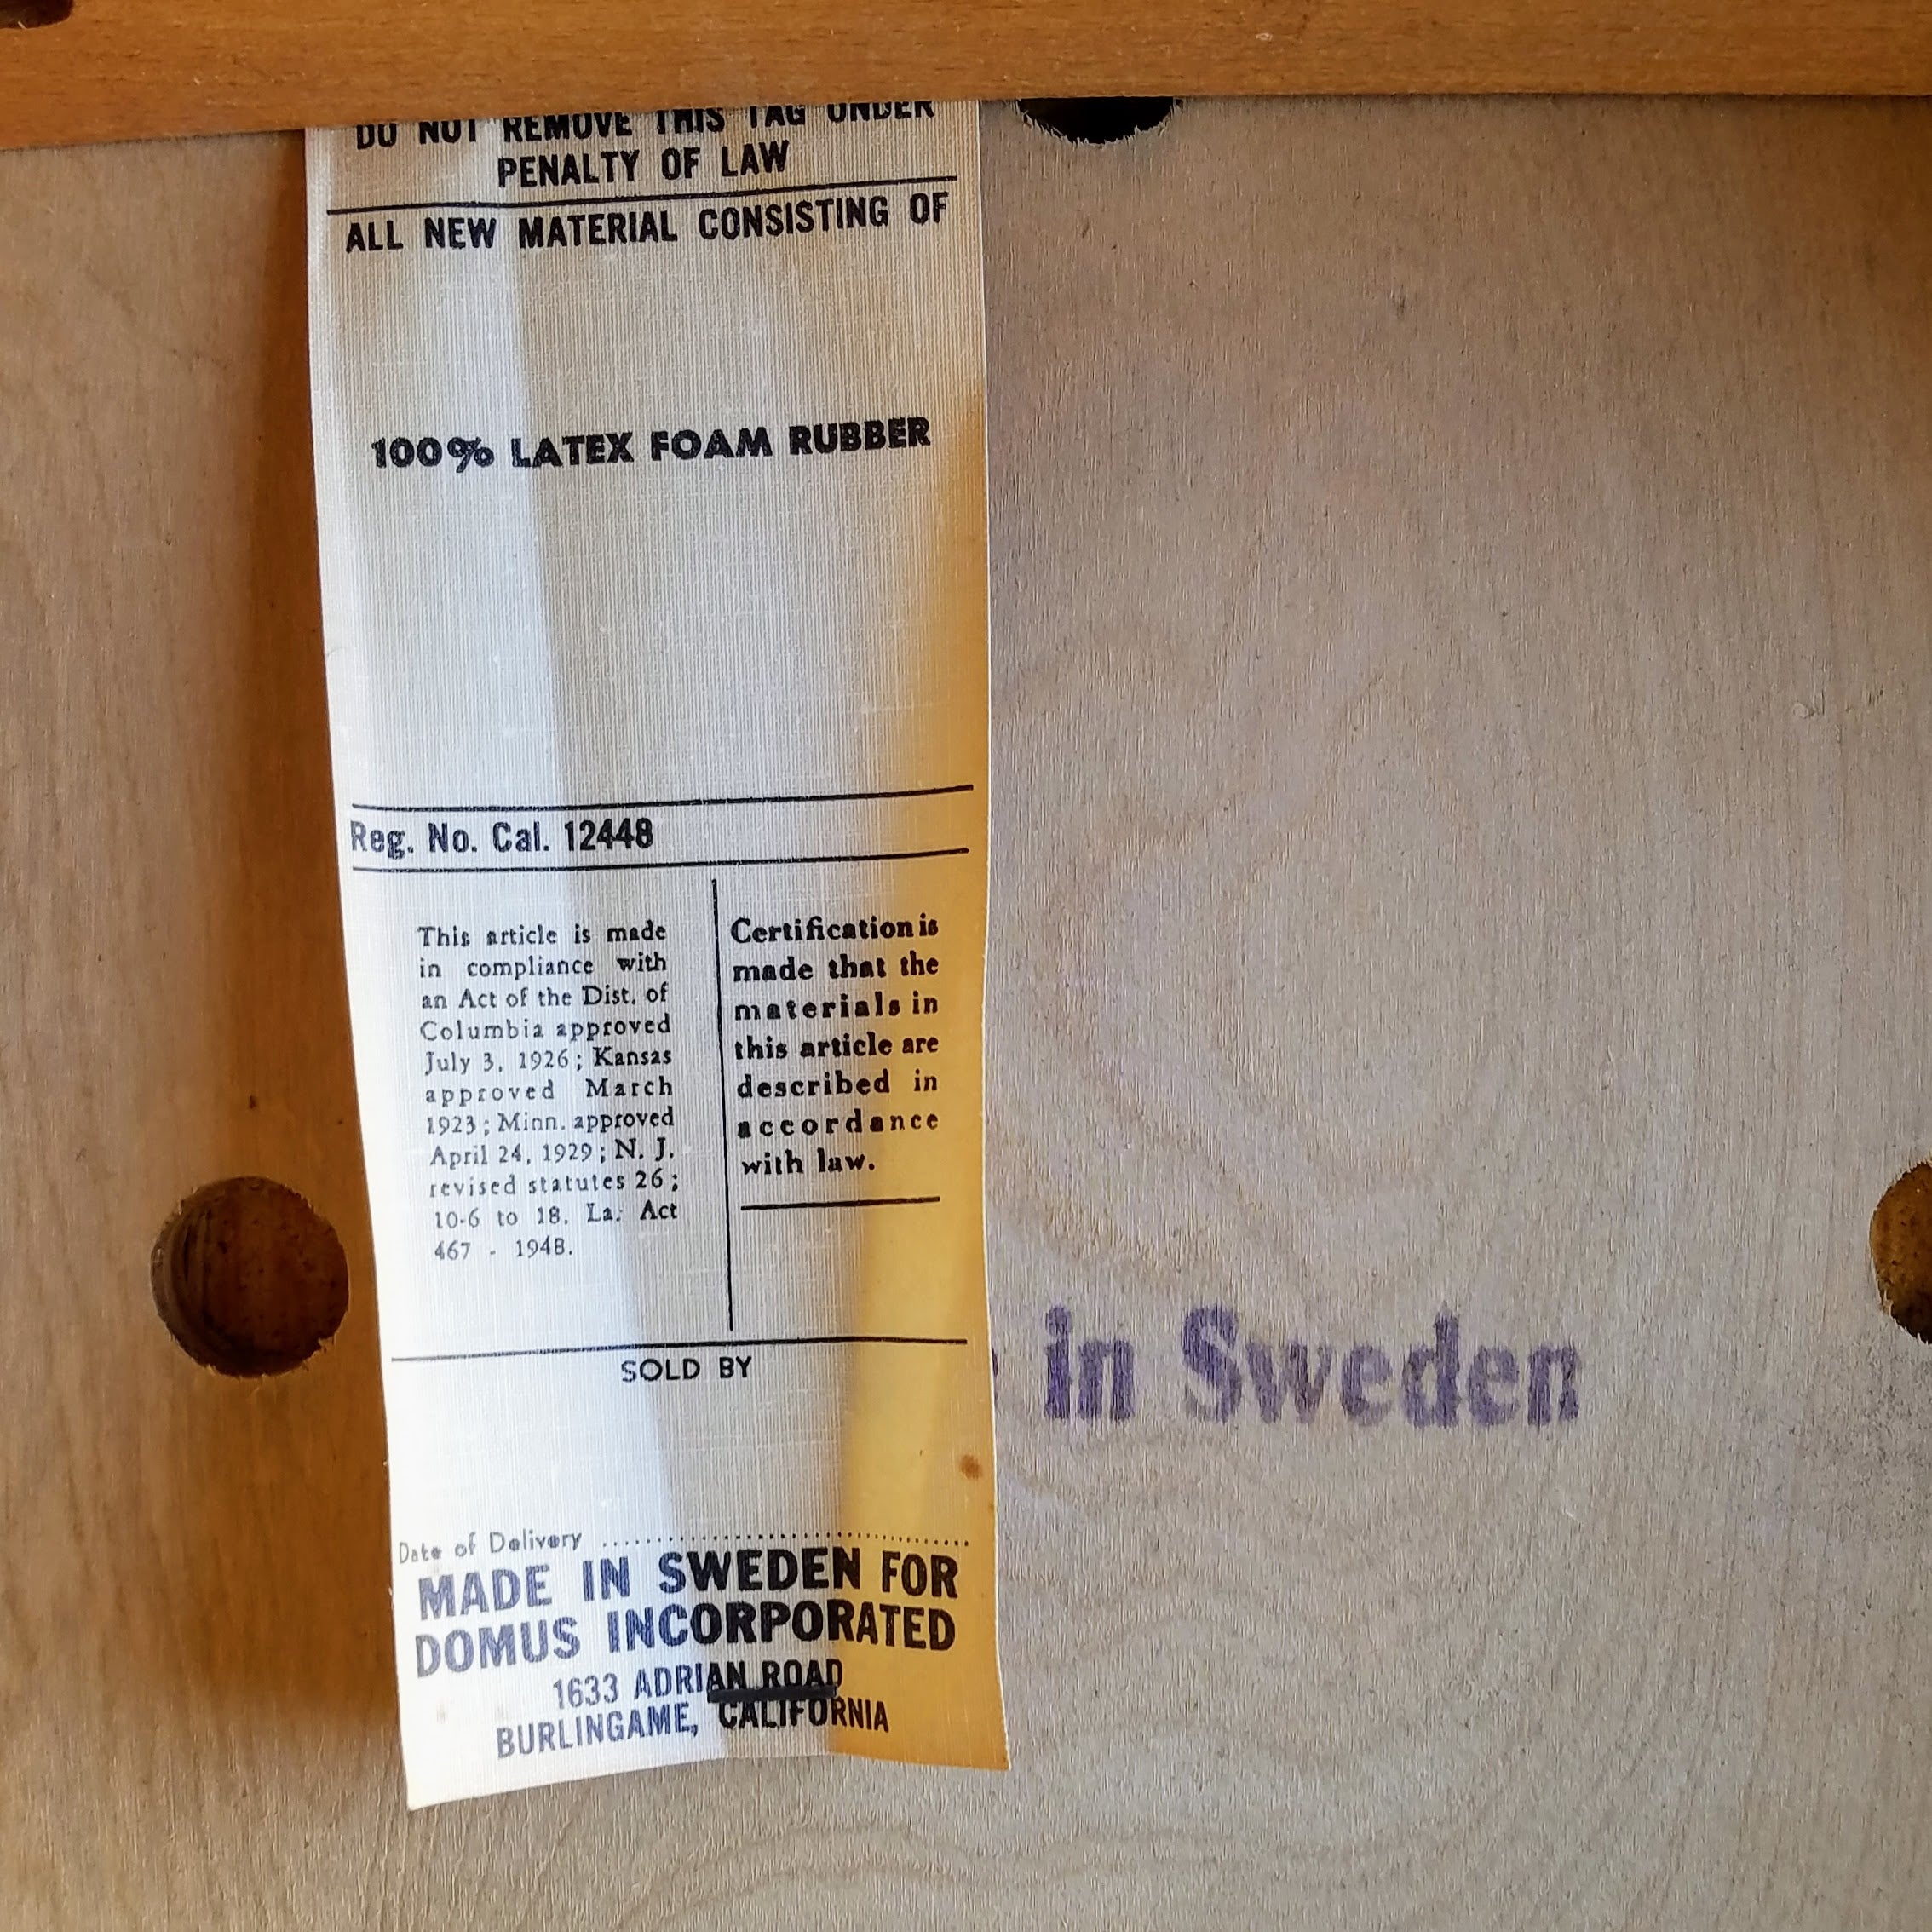 DO NOT REMOVE THIS TAG UNDER
PENALTY OF LAW
ALL NEW MATERIAL CONSISTING OF
100% LATEX FOAM RUBBER
Reg. No. Cal. 12448
This article is made
in compliance with
an Act of the Dist. of
Columbia approved
July 3, 1926; Kansas
approved March
1923; Minn. approved
April 24, 1929; N. J.
revised statutes 26;
10-6 to 18. La. Act
467 - 1948.
Certification is
made that the
materials in
this article are
described in
accordance
with law.
SOLD BY
Date of Delivery
MADE IN SWEDEN FOR
DOMUS INCORPORATED
1633 ADRIAN ROAD
BURLINGAME, CALIFORNIA
in Sweden